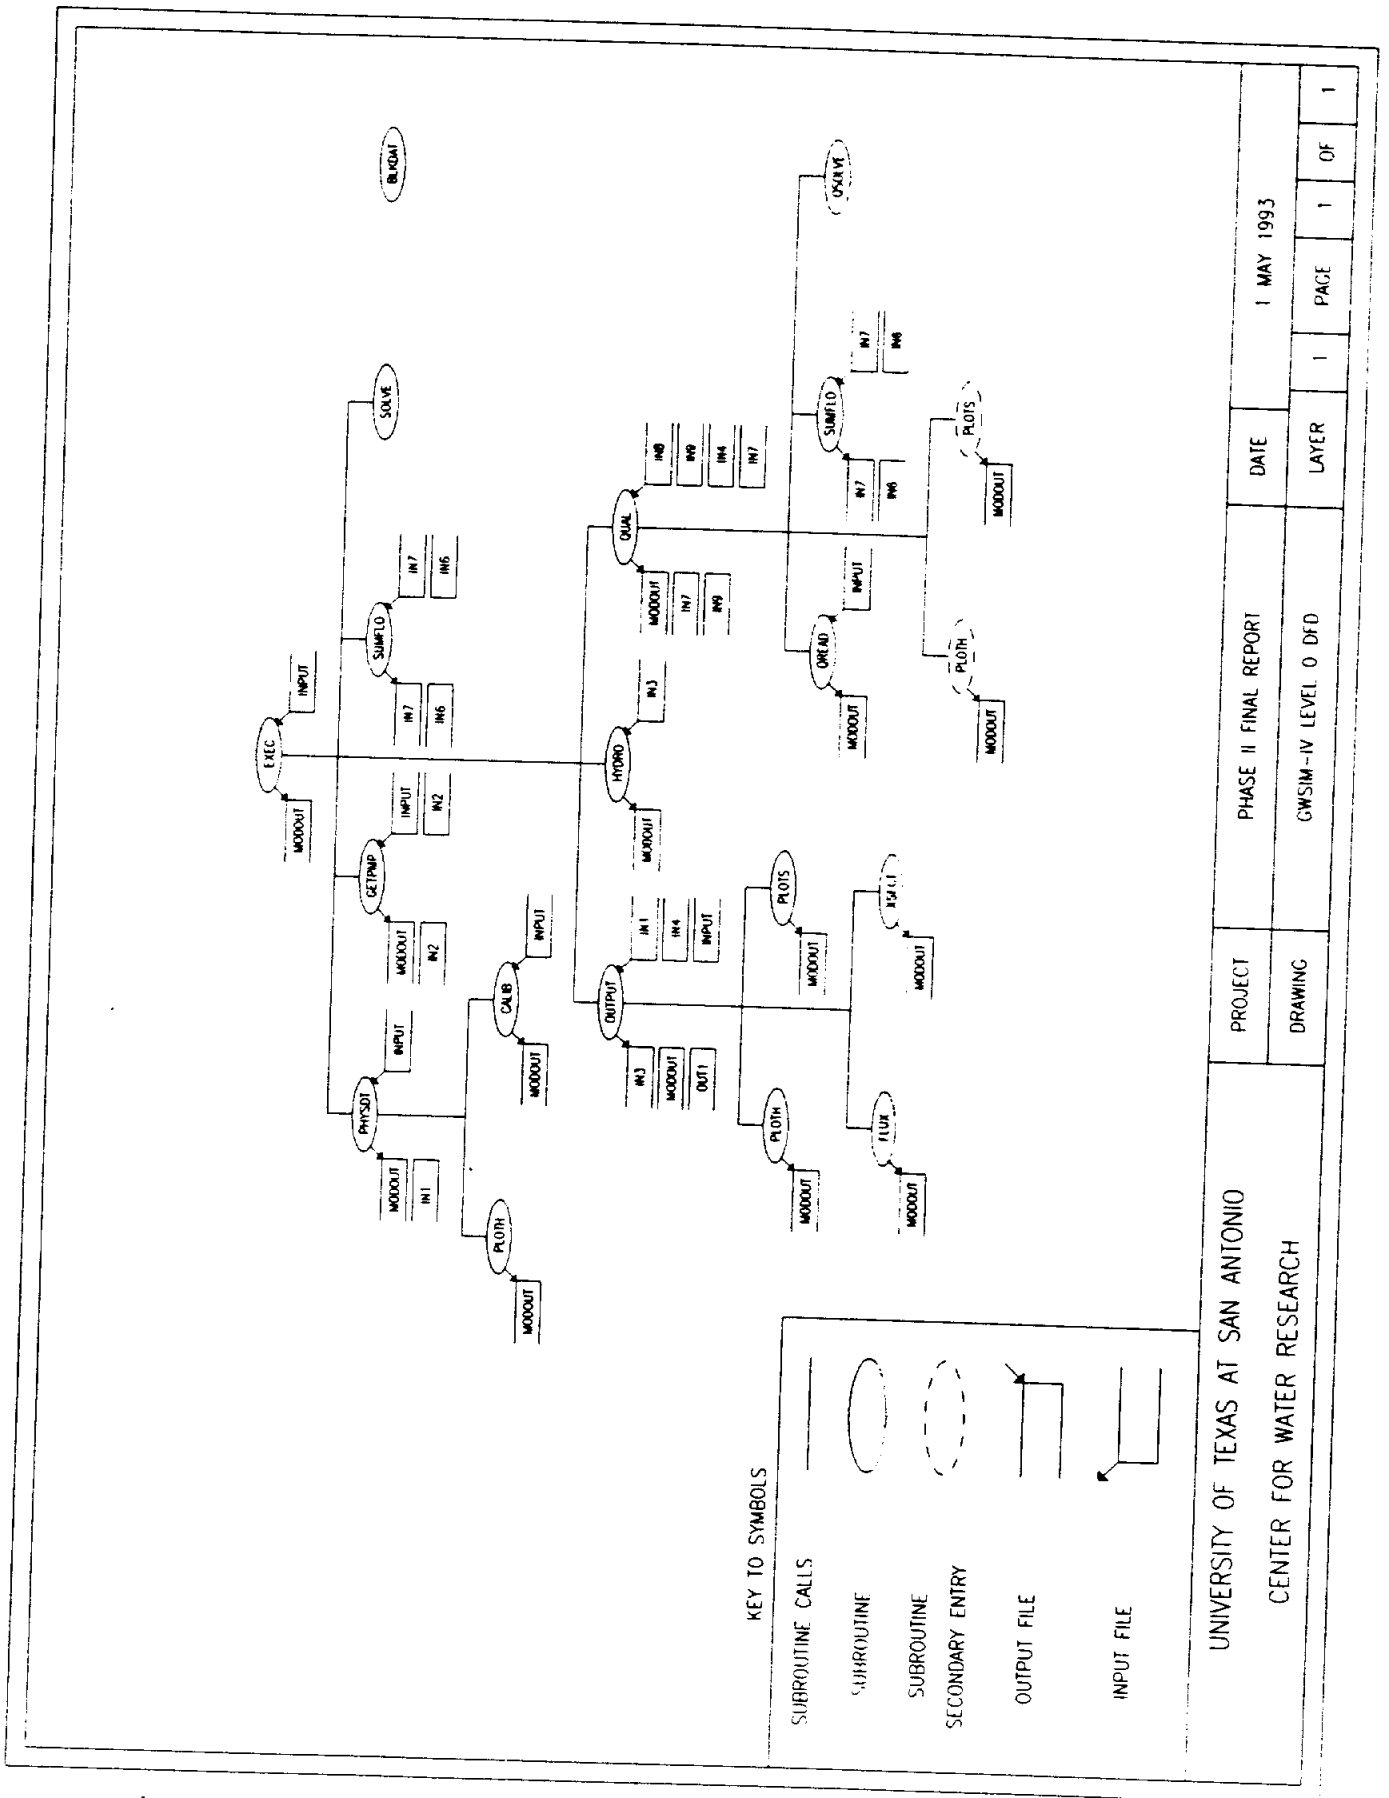 BLKDAT
EXEC
INPUT
MODOUT
PHYSDT
INPUT
MODOUT
IN1
GETPMP
INPUT
IN2
MODOUT
IN2
SUMFLO
IN7
IN6
IN7
IN6
SOLVE
PLOTH
MODOUT
CALIB
INPUT
MODOUT
OUTPUT
IN1
IN4
INPUT
IN3
MODOUT
OUT1
HYDRO
IN3
MODOUT
QUAL
IN8
IN9
IN4
IN7
MODOUT
IN7
IN9
PLOTH
MODOUT
PLOTS
MODOUT
FLUX
MODOUT
XSECT
MODOUT
QREAD
INPUT
MODOUT
SUMFLO
IN7
IN6
IN7
IN6
QSOLVE
PLOTH
MODOUT
PLOTS
MODOUT
KEY TO SYMBOLS
SUBROUTINE CALLS
SUBROUTINE
SUBROUTINE
SECONDARY ENTRY
OUTPUT FILE
INPUT FILE
UNIVERSITY OF TEXAS AT SAN ANTONIO
CENTER FOR WATER RESEARCH
PROJECT
PHASE II FINAL REPORT
DATE
1 MAY 1993
DRAWING
GWSIM-IV LEVEL 0 DFD
LAYER
1
PAGE
1
OF
1